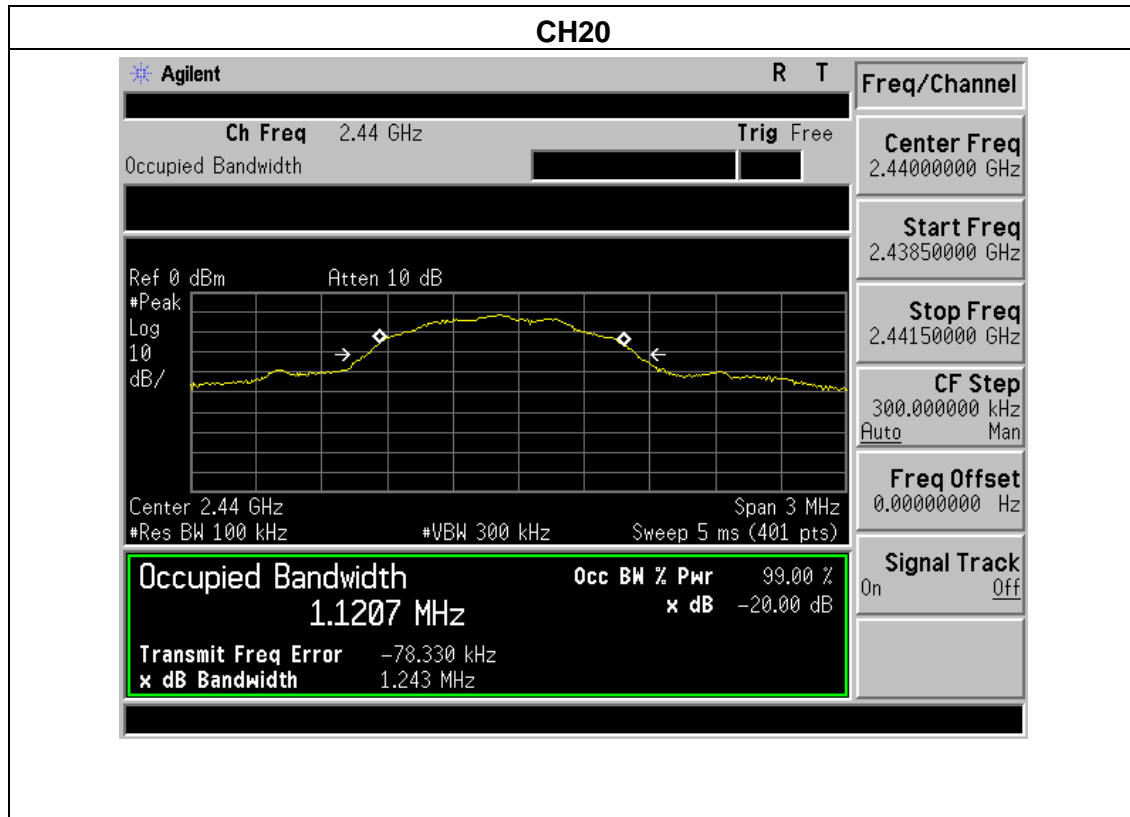 CH20
Agilent R T
Ch Freq 2.44 GHz Trig Free
Occupied Bandwidth
Ref 0 dBm Atten 10 dB
#Peak
Log
10
dB/
Center 2.44 GHz Span 3 MHz
#Res BW 100 kHz #VBW 300 kHz Sweep 5 ms (401 pts)
Occupied Bandwidth Occ BW % Pwr 99.00 %
1.1207 MHz x dB -20.00 dB
Transmit Freq Error -78.330 kHz
x dB Bandwidth 1.243 MHz
Freq/Channel
Center Freq
2.44000000 GHz
Start Freq
2.43850000 GHz
Stop Freq
2.44150000 GHz
CF Step
300.000000 kHz
Auto Man
Freq Offset
0.00000000 Hz
Signal Track
On Off